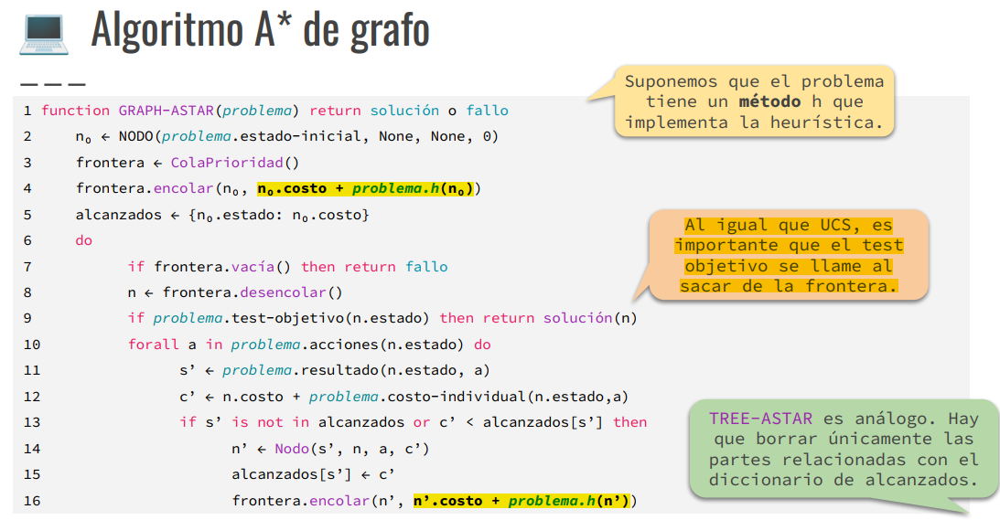 Algoritmo A* de grafo
Suponemos que el problema
tiene un método h que
implementa la heurística.
1 function GRAPH-ASTAR(problema) return solución o fallo
2 n₀ ← NODO(problema.estado-inicial, None, None, 0)
3 frontera ← ColaPrioridad()
4 frontera.encolar(n₀, n₀.costo + problema.h(n₀))
5 alcanzados ← {n₀.estado: n₀.costo}
6 do
7 if frontera.vacía() then return fallo
8 n ← frontera.desencolar()
9 if problema.test-objetivo(n.estado) then return solución(n)
10 forall a in problema.acciones(n.estado) do
11 s’ ← problema.resultado(n.estado, a)
12 c’ ← n.costo + problema.costo-individual(n.estado,a)
13 if s’ is not in alcanzados or c’ < alcanzados[s’] then
14 n’ ← Nodo(s’, n, a, c’)
15 alcanzados[s’] ← c’
16 frontera.encolar(n’, n’.costo + problema.h(n’))
Al igual que UCS, es
importante que el test
objetivo se llame al
sacar de la frontera.
TREE-ASTAR es análogo. Hay
que borrar únicamente las
partes relacionadas con el
diccionario de alcanzados.